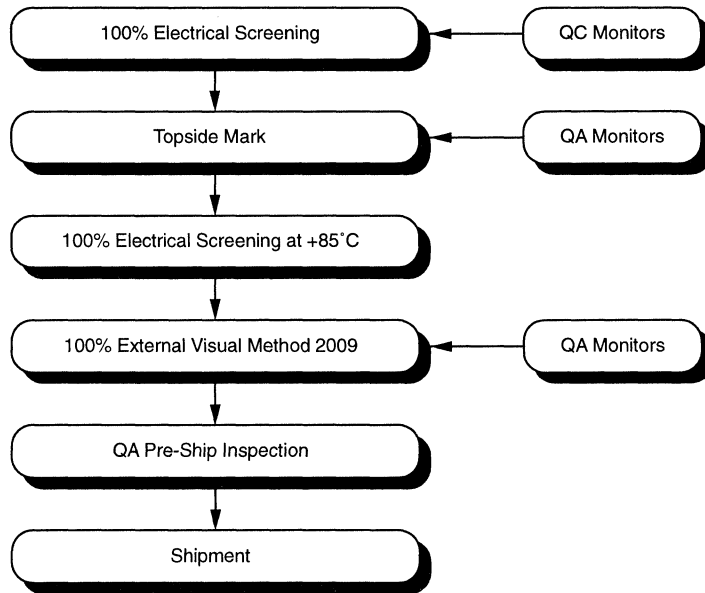 100% Electrical Screening
QC Monitors
Topside Mark
QA Monitors
100% Electrical Screening at +85˚C
100% External Visual Method 2009
QA Monitors
QA Pre-Ship Inspection
Shipment